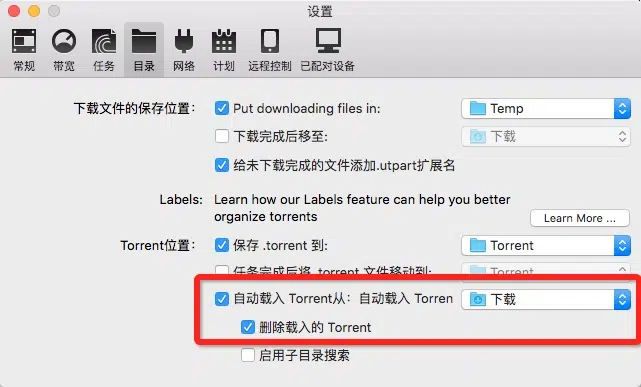 设置
常规 带宽 任务 目录 网络 计划 远程控制 已配对设备
下载文件的保存位置： Put downloading files in: Temp
下载完成后移至: 下载
给未下载完成的文件添加.utpart扩展名
Labels: Learn how our Labels feature can help you better
organize torrents
Learn More ...
Torrent位置： 保存 .torrent 到: Torrent
任务完成后将 .torrent 文件移动到: Torrent
自动载入 Torrent从：自动载入 Torren 下载
删除载入的 Torrent
启用子目录搜索